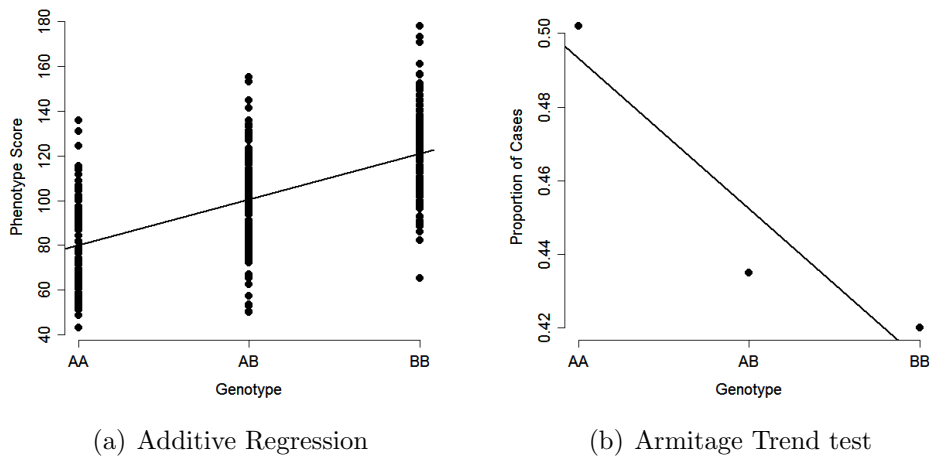 Phenotype Score
180
160
140
120
100
80
60
40
AA
AB
BB
Genotype
(a) Additive Regression
Proportion of Cases
0.50
0.48
0.46
0.44
0.42
AA
AB
BB
Genotype
(b) Armitage Trend test